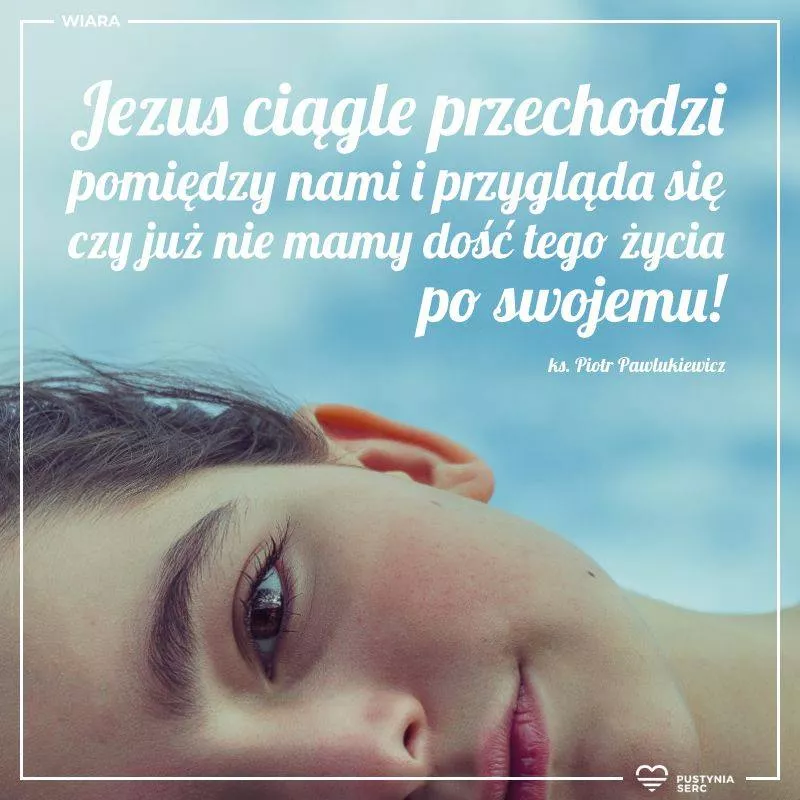 WIARA
Jezus ciągle przechodzi
pomiędzy nami i przygląda się
czy już nie mamy dość tego życia
po swojemu!
ks. Piotr Pawlukiewicz
PUSTYNIA
SERC